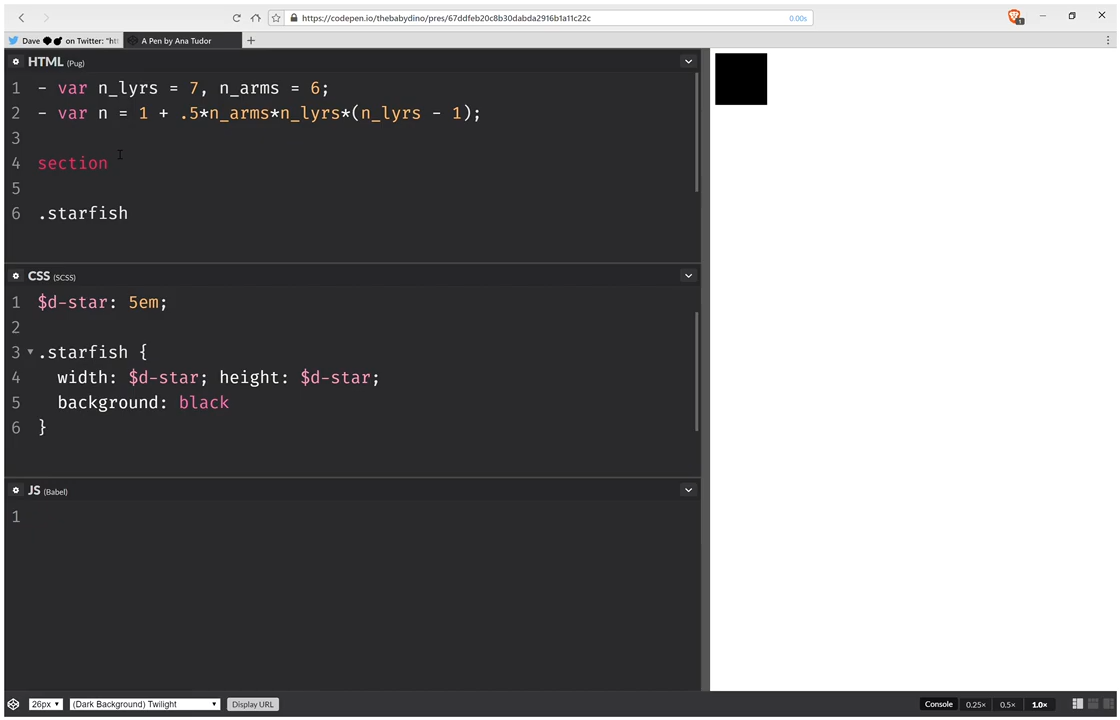 https://codepen.io/thebabydino/pres/67ddfeb20c8b30dabda2916b1a11c22c
0.00s
1
Dave on Twitter: "htt
A Pen by Ana Tudor
HTML (Pug)
1 - var n_lyrs = 7, n_arms = 6;
2 - var n = 1 + .5*n_arms*n_lyrs*(n_lyrs - 1);
3
4 section
5
6 .starfish
CSS (SCSS)
1 $d-star: 5em;
2
3 .starfish {
4 width: $d-star; height: $d-star;
5 background: black
6 }
JS (Babel)
1
26px
(Dark Background) Twilight
Display URL
Console 0.25× 0.5× 1.0×